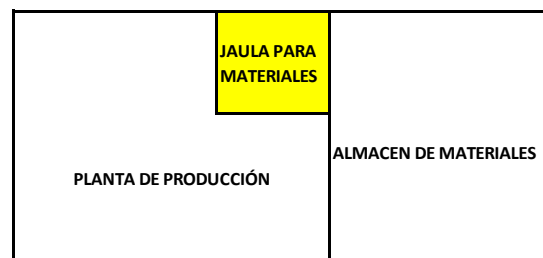 JAULA PARA
MATERIALES
ALMACEN DE MATERIALES
PLANTA DE PRODUCCIÓN